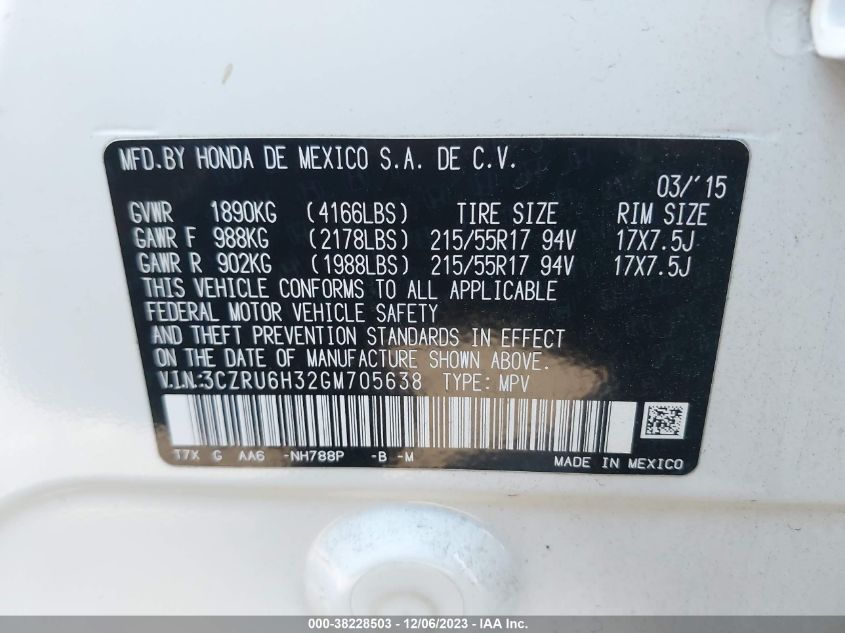 MFD.BY HONDA DE MEXICO S.A. DE C.V.
03/'15
GVWR 1890KG (4166LBS) TIRE SIZE RIM SIZE
GAWR F 988KG (2178LBS) 215/55R17 94V 17X7.5J
GAWR R 902KG (1988LBS) 215/55R17 94V 17X7.5J
THIS VEHICLE CONFORMS TO ALL APPLICABLE
FEDERAL MOTOR VEHICLE SAFETY
AND THEFT PREVENTION STANDARDS IN EFFECT
ON THE DATE OF MANUFACTURE SHOWN ABOVE.
V.I.N:3CZRU6H32GM705638 TYPE: MPV
T7X G AA6 -NH788P -B -M
MADE IN MEXICO
000-38228503 - 12/06/2023 - IAA Inc.